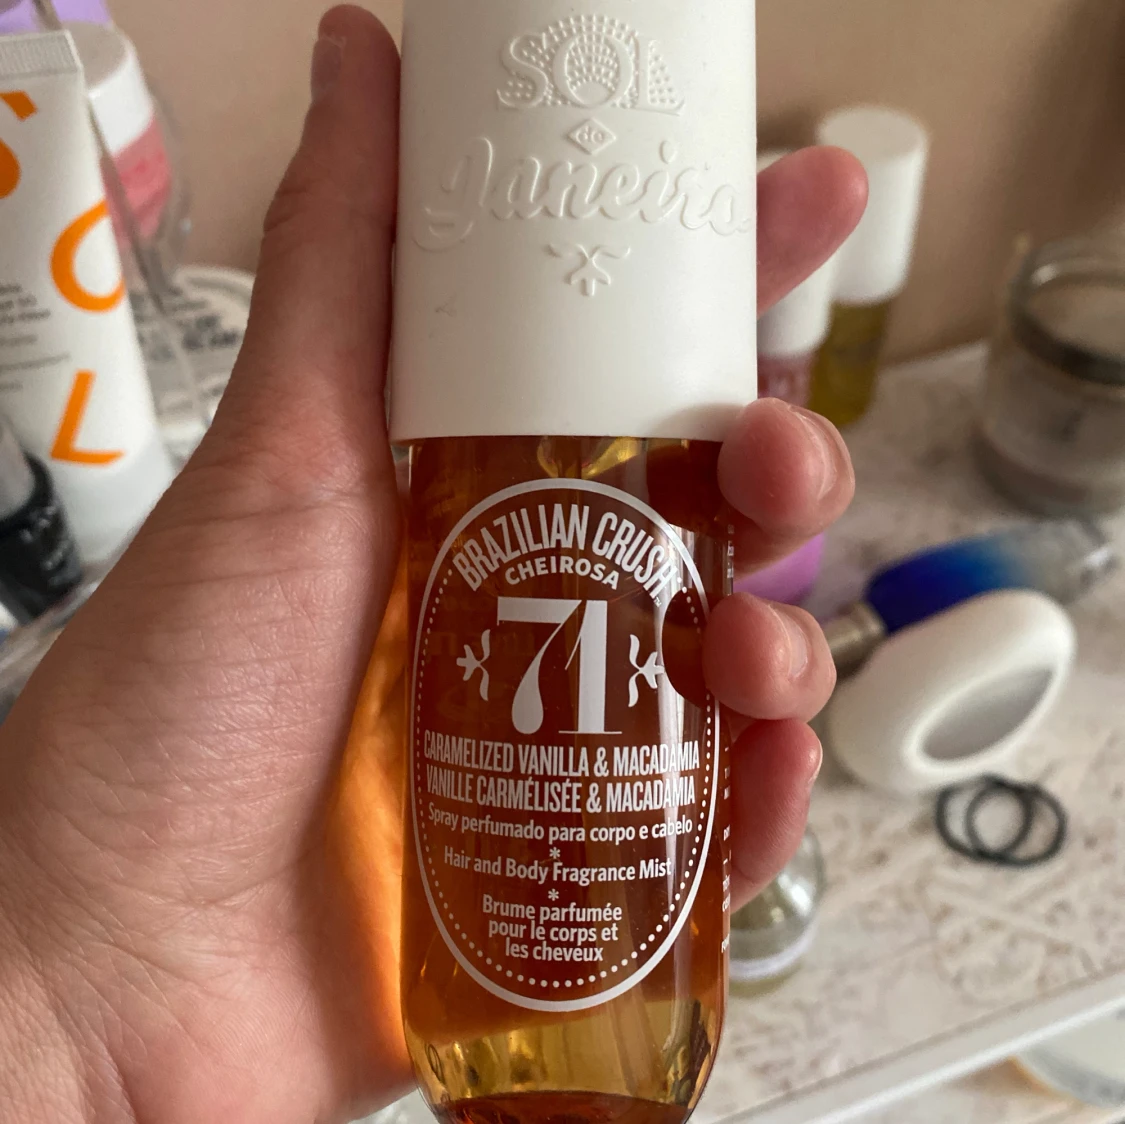 SOL
de
Janeiro
BRAZILIAN CRUSH
CHEIROSA
71
CARAMELIZED VANILLA & MACADAMIA
VANILLE CARMÉLISÉE & MACADAMIA
Spray perfumado para corpo e cabelo
*
Hair and Body Fragrance Mist
*
Brume parfumée
pour le corps et
les cheveux
S
O
L